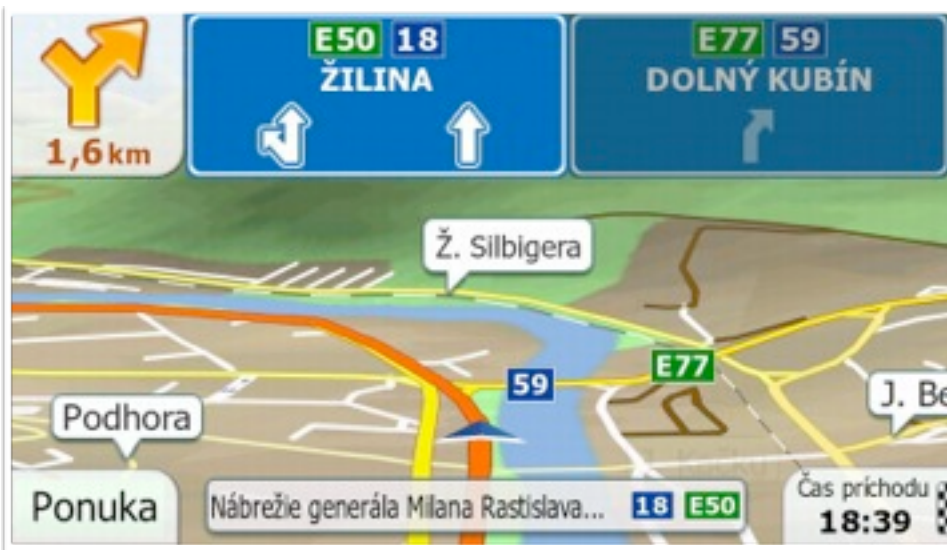 E50 18
ŽILINA
E77 59
DOLNÝ KUBÍN
1,6 km
Ž. Silbigera
E77
59
J. Be
Podhora
Ponuka
Nábrežie generála Milana Rastislava... 18 E50
Čas príchodu
18:39